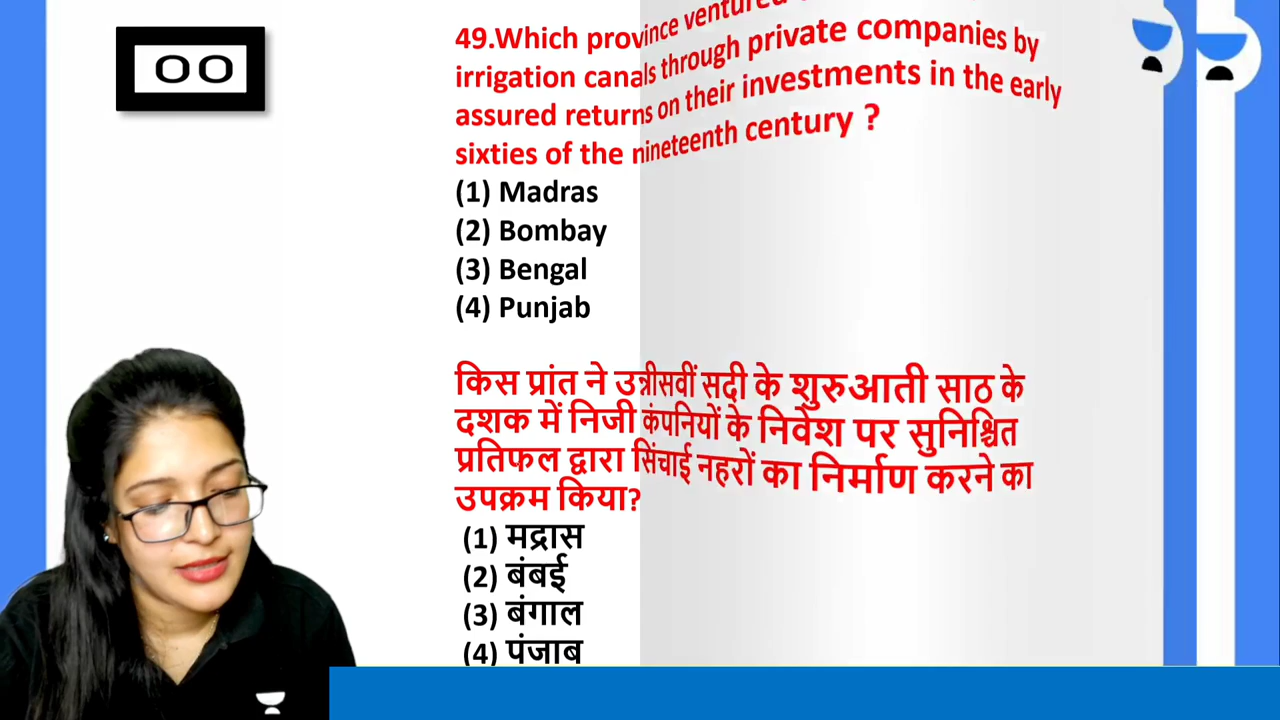 00
49.Which province ventured
irrigation canals through private companies by
assured returns on their investments in the early
sixties of the nineteenth century ?
(1) Madras
(2) Bombay
(3) Bengal
(4) Punjab
किस प्रांत ने उन्नीसवीं सदी के शुरुआती साठ के
दशक में निजी कंपनियों के निवेश पर सुनिश्चित
प्रतिफल द्वारा सिंचाई नहरों का निर्माण करने का
उपक्रम किया?
(1) मद्रास
(2) बंबई
(3) बंगाल
(4) पंजाब